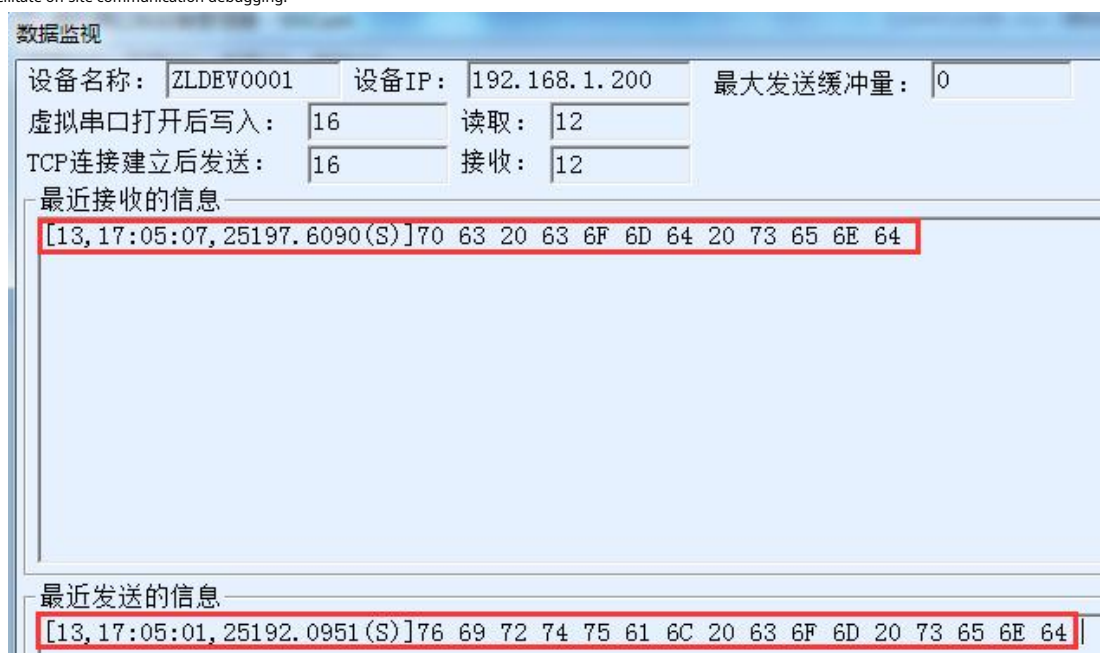 cilitate on-site communication debugging.
数据监视
设备名称： ZLDEV0001 设备IP： 192.168.1.200 最大发送缓冲量： 0
虚拟串口打开后写入： 16 读取： 12
TCP连接建立后发送： 16 接收： 12
最近接收的信息
[13,17:05:07,25197.6090(S)]70 63 20 63 6F 6D 64 20 73 65 6E 64
最近发送的信息
[13,17:05:01,25192.0951(S)]76 69 72 74 75 61 6C 20 63 6F 6D 20 73 65 6E 64